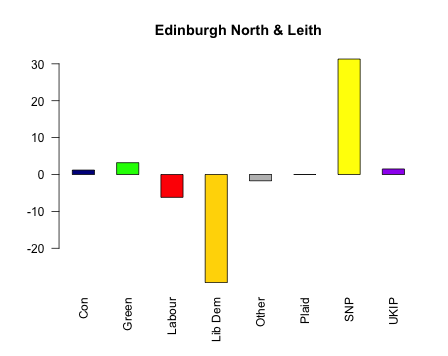 Edinburgh North & Leith
30
20
10
0
-10
-20
Con
Green
Labour
Lib Dem
Other
Plaid
SNP
UKIP